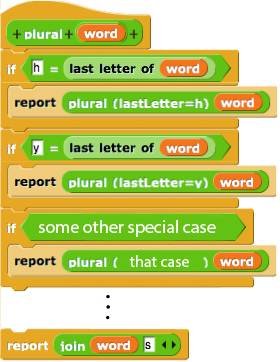 + plural + word +
if h = last letter of word
report plural (lastLetter=h) word
if y = last letter of word
report plural (lastLetter=y) word
if some other special case
report plural ( that case ) word
⋮
report join word s